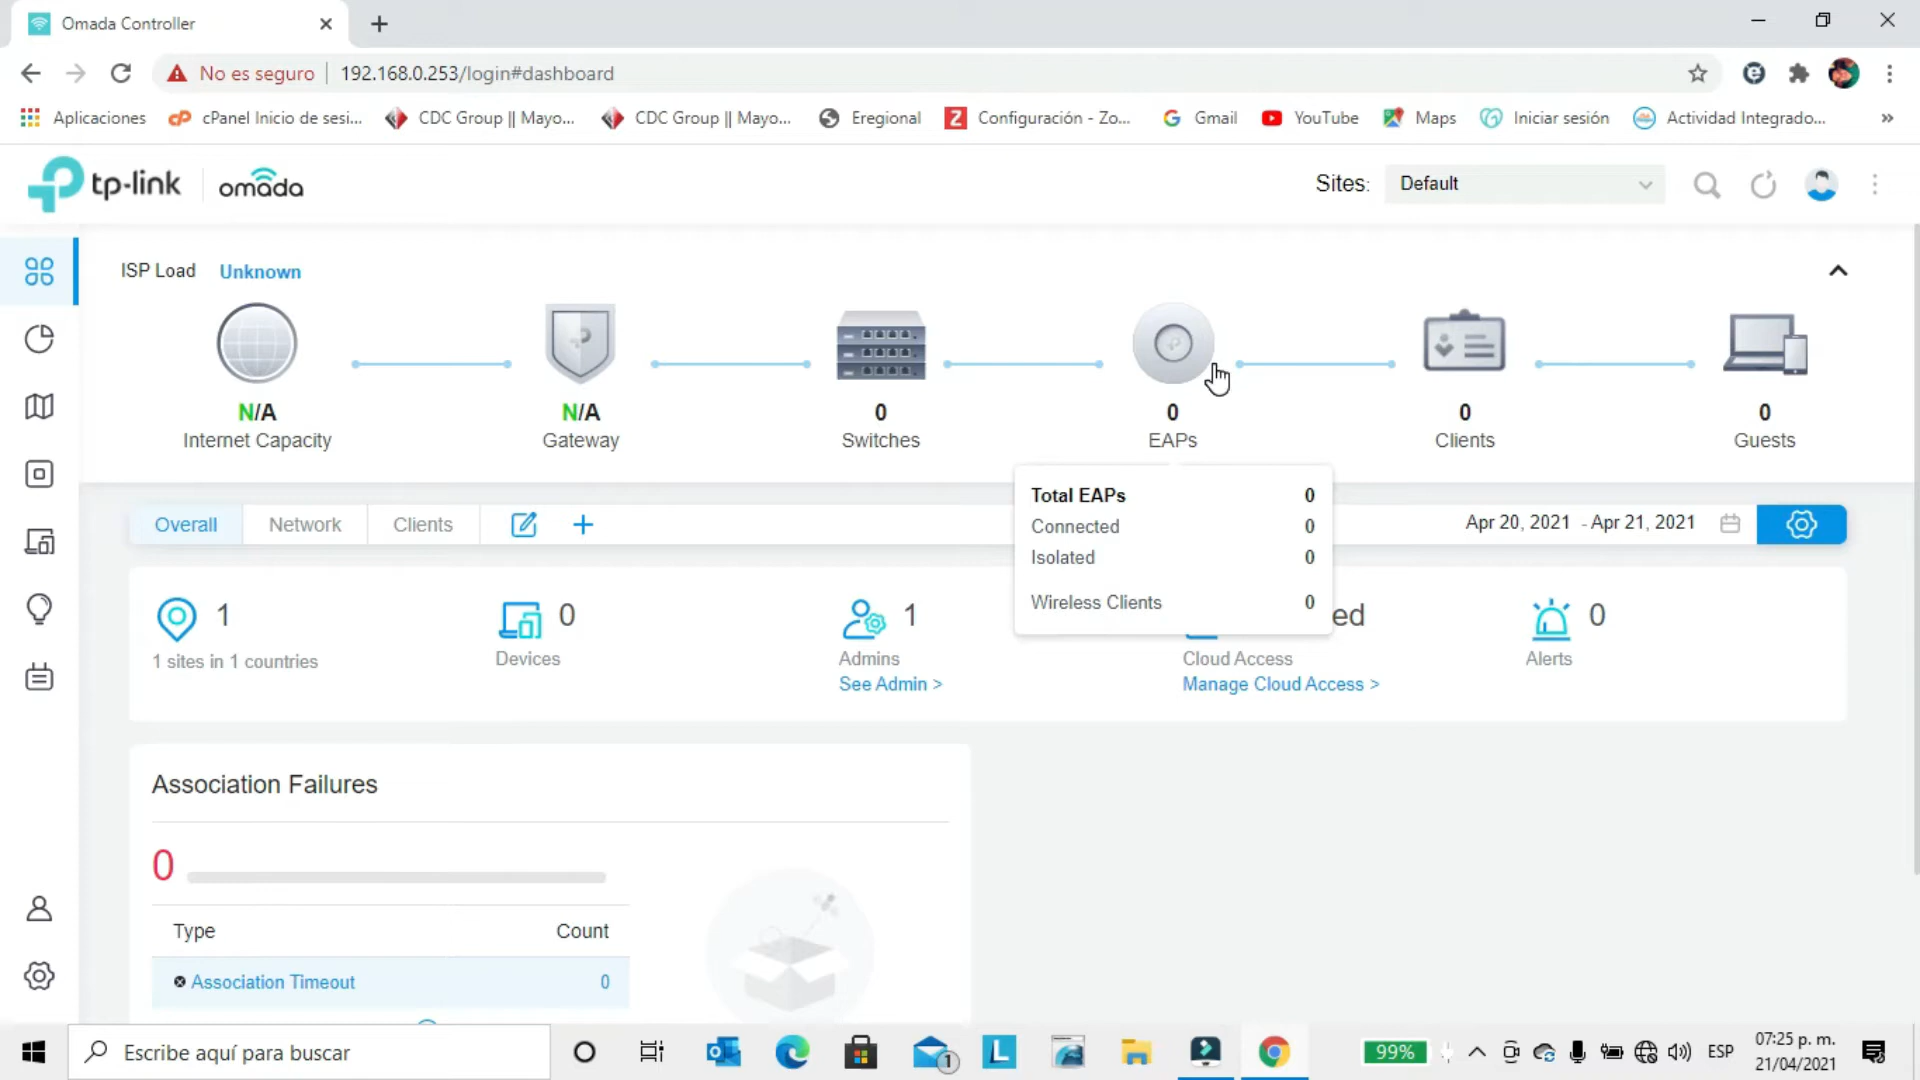 Omada Controller
No es seguro 192.168.0.253/login#dashboard
Aplicaciones cPanel Inicio de sesi... CDC Group || Mayo... CDC Group || Mayo... Eregional Configuración - Zo... Gmail YouTube Maps Iniciar sesión Actividad Integrado... »
tp-link omada Sites: Default
ISP Load Unknown
N/A N/A 0 0 0 0
Internet Capacity Gateway Switches EAPs Clients Guests
Total EAPs 0
Connected 0
Isolated 0
Wireless Clients 0
Overall Network Clients Apr 20, 2021 - Apr 21, 2021
1 0 1 ed 0
1 sites in 1 countries Devices Admins Cloud Access Alerts
See Admin > Manage Cloud Access >
Association Failures
0
Type Count
Association Timeout 0
Escribe aquí para buscar 1 99% ESP 07:25 p. m.
21/04/2021